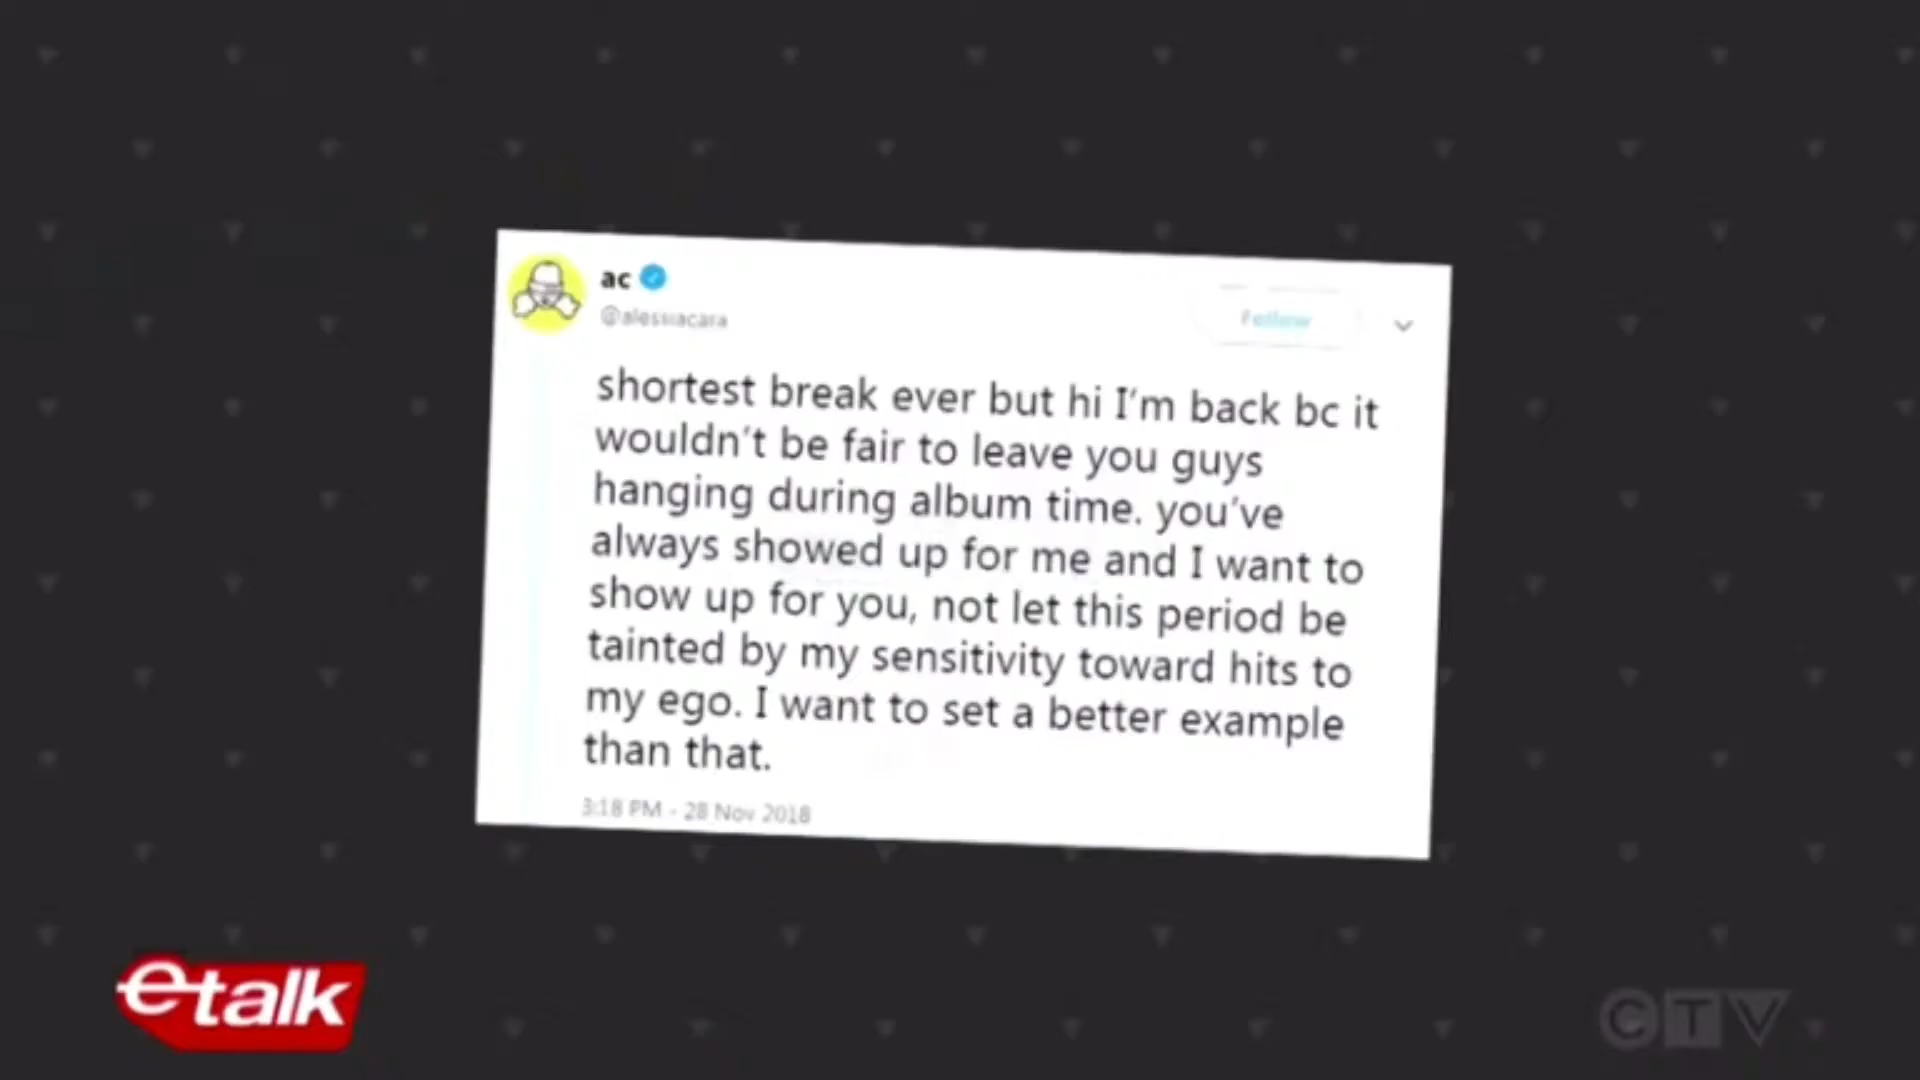 ac
@alessiacara
Follow
shortest break ever but hi I'm back bc it
wouldn't be fair to leave you guys
hanging during album time. you've
always showed up for me and I want to
show up for you, not let this period be
tainted by my sensitivity toward hits to
my ego. I want to set a better example
than that.
3:18 PM - 28 Nov 2018
etalk
CTV